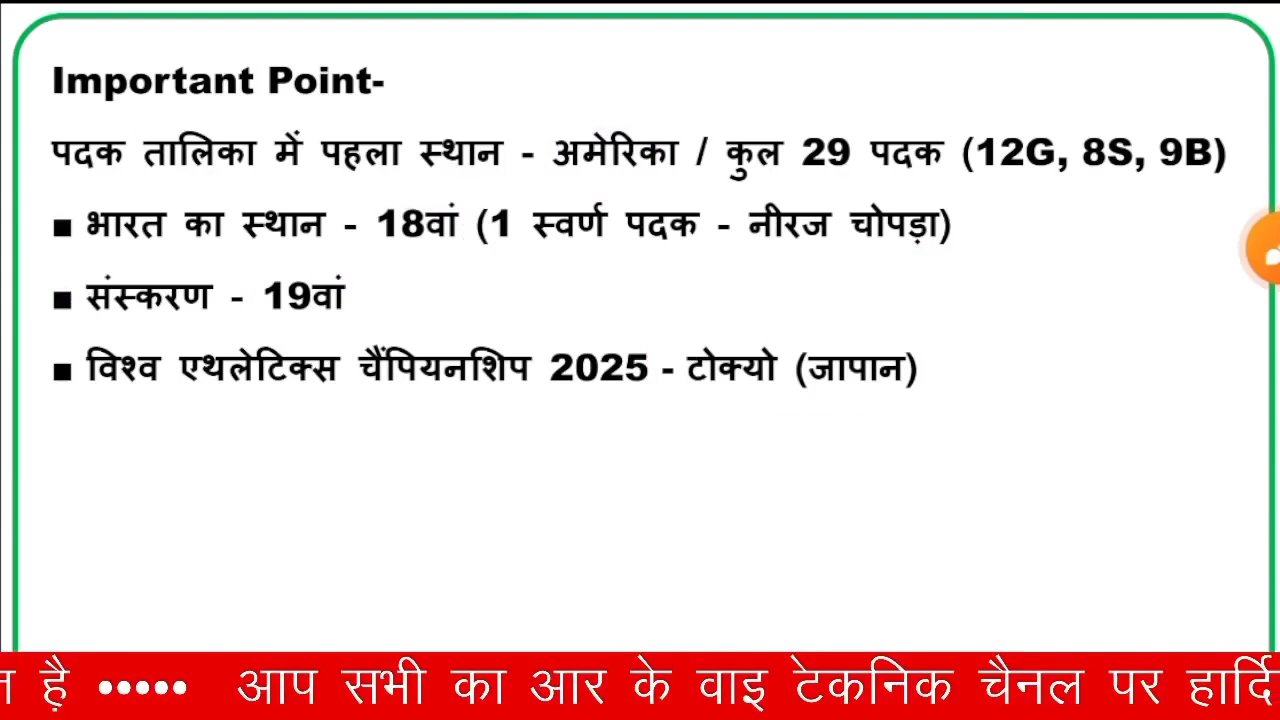 Important Point-
पदक तालिका में पहला स्थान - अमेरिका / कुल 29 पदक (12G, 8S, 9B)
▪ भारत का स्थान - 18वां (1 स्वर्ण पदक - नीरज चोपड़ा)
▪ संस्करण - 19वां
▪ विश्व एथलेटिक्स चैंपियनशिप 2025 - टोक्यो (जापान)
है ••••• आप सभी का आर के वाइ टेकनिक चैनल पर